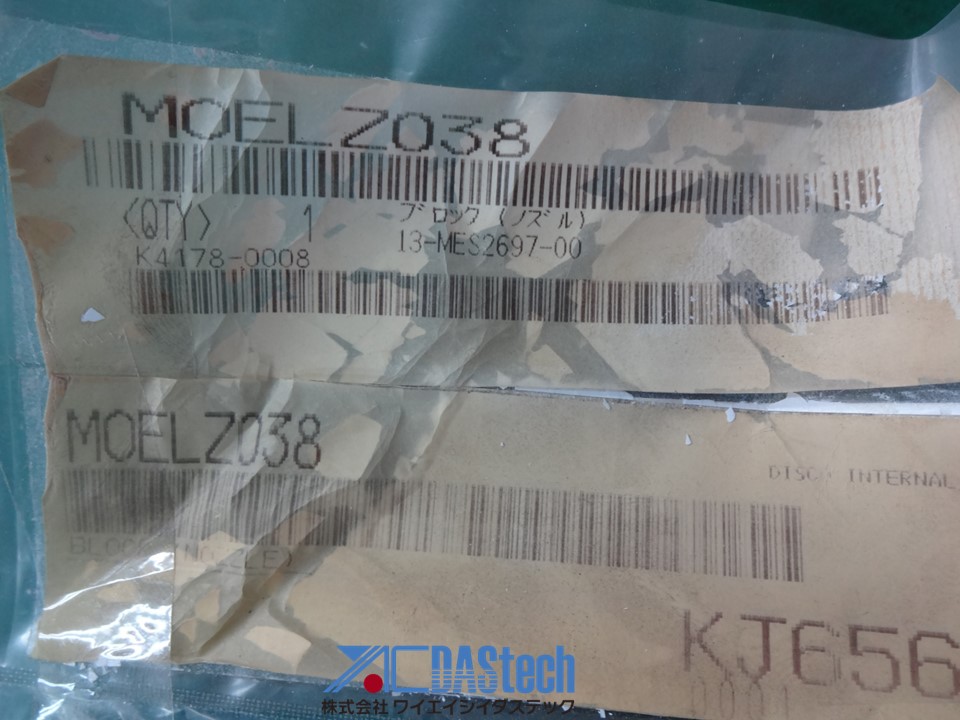 MOELZ038
ブロック (ノズル)
<QTY> 1 13-MES2697-00
K4178-0008
MOELZ038
DISCO INTERNAL
KJ656
YAC DAStech
株式会社 ワイエイシイダステック